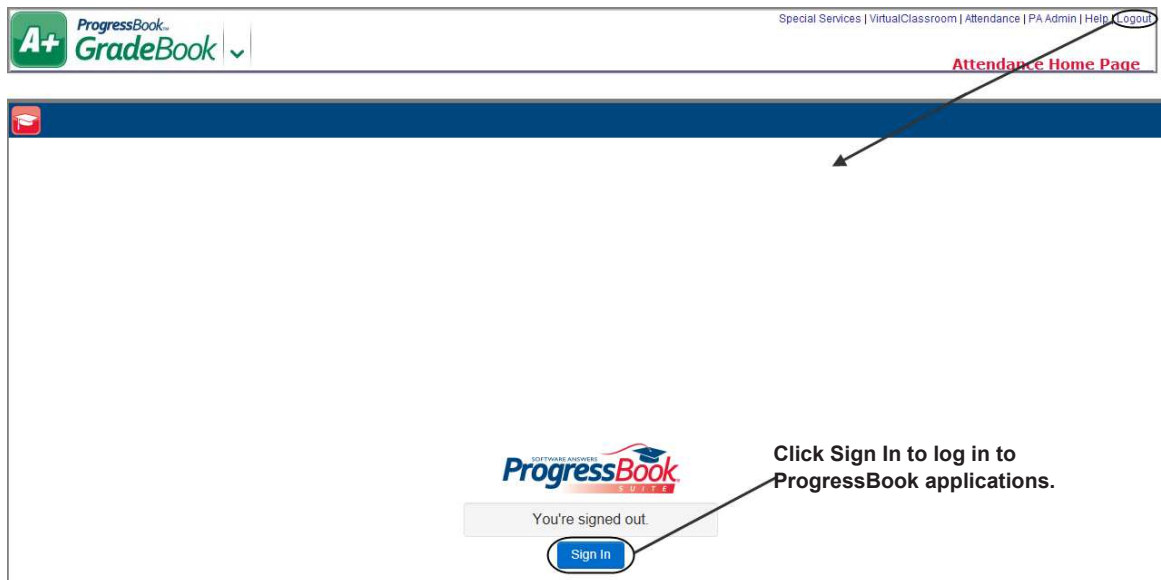 Special Services | VirtualClassroom | Attendance | PA Admin | Help | Logout
A+
ProgressBook
GradeBook
Attendance Home Page
SOFTWARE ANSWERS
ProgressBook
SUITE
Click Sign In to log in to
ProgressBook applications.
You're signed out.
Sign In